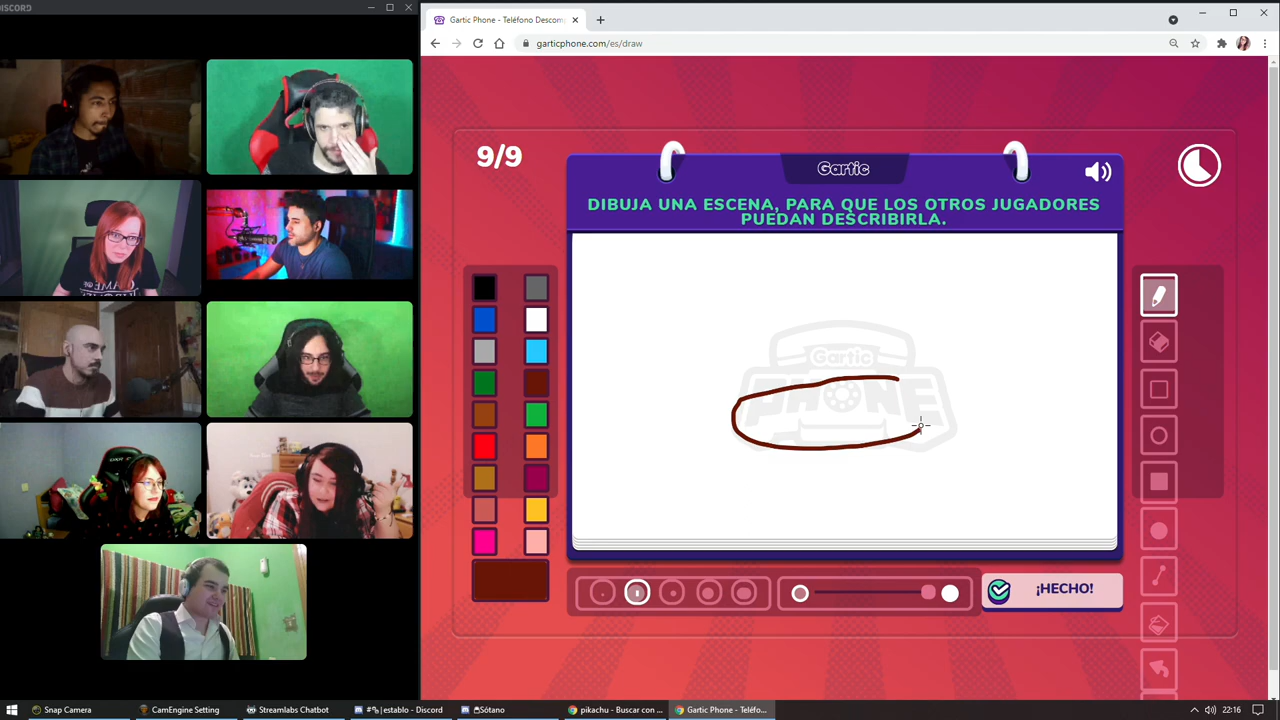 DISCORD
Gartic Phone - Teléfono Descom
garticphone.com/es/draw
9/9
Gartic
DIBUJA UNA ESCENA, PARA QUE LOS OTROS JUGADORES
PUEDAN DESCRIBIRLA.
Gartic
PHONE
¡HECHO!
Snap Camera
CamEngine Setting
Streamlabs Chatbot
establo - Discord
Sótano
pikachu - Buscar con ...
Gartic Phone - Teléfo...
22:16